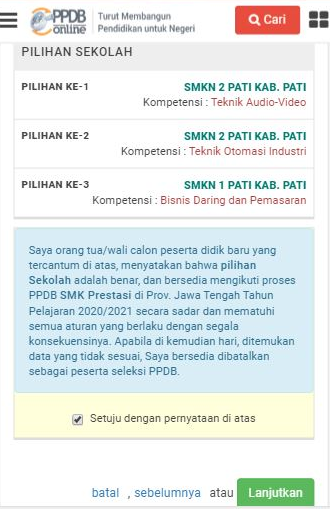 PPDB online
Turut Membangun
Pendidikan untuk Negeri
Cari
PILIHAN SEKOLAH
PILIHAN KE-1
SMKN 2 PATI KAB. PATI
Kompetensi : Teknik Audio-Video
PILIHAN KE-2
SMKN 2 PATI KAB. PATI
Kompetensi : Teknik Otomasi Industri
PILIHAN KE-3
SMKN 1 PATI KAB. PATI
Kompetensi : Bisnis Daring dan Pemasaran
Saya orang tua/wali calon peserta didik baru yang
tercantum di atas, menyatakan bahwa pilihan
Sekolah adalah benar, dan bersedia mengikuti proses
PPDB SMK Prestasi di Prov. Jawa Tengah Tahun
Pelajaran 2020/2021 secara sadar dan mematuhi
semua aturan yang berlaku dengan segala
konsekuensinya. Apabila di kemudian hari, ditemukan
data yang tidak sesuai, Saya bersedia dibatalkan
sebagai peserta seleksi PPDB.
Setuju dengan pernyataan di atas
batal , sebelumnya atau Lanjutkan